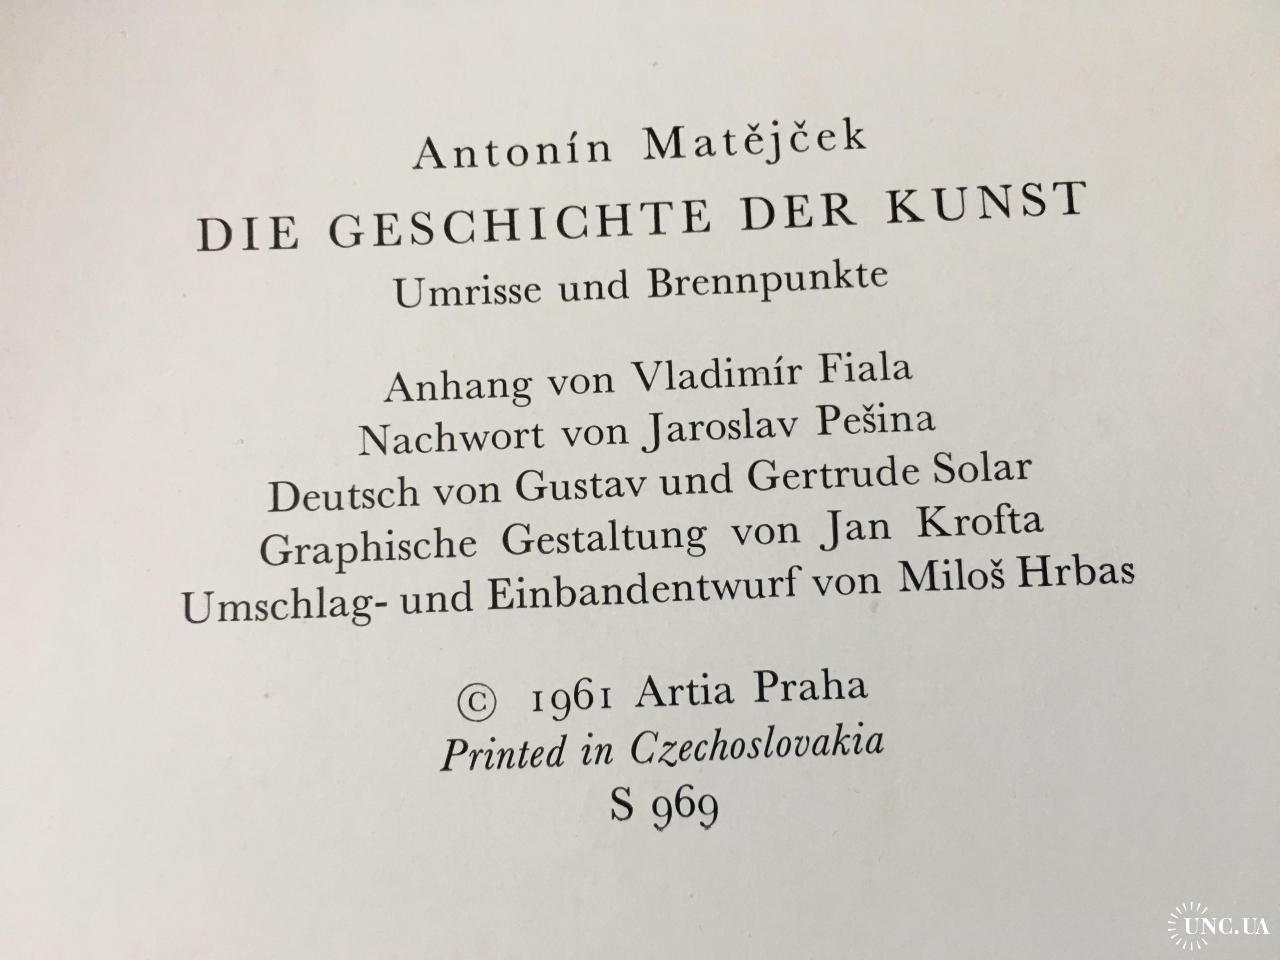 Antonín Matějček
DIE GESCHICHTE DER KUNST
Umrisse und Brennpunkte
Anhang von Vladimír Fiala
Nachwort von Jaroslav Pešina
Deutsch von Gustav und Gertrude Solar
Graphische Gestaltung von Jan Krofta
Umschlag- und Einbandentwurf von Miloš Hrbas
© 1961 Artia Praha
Printed in Czechoslovakia
S 969
UNC.UA